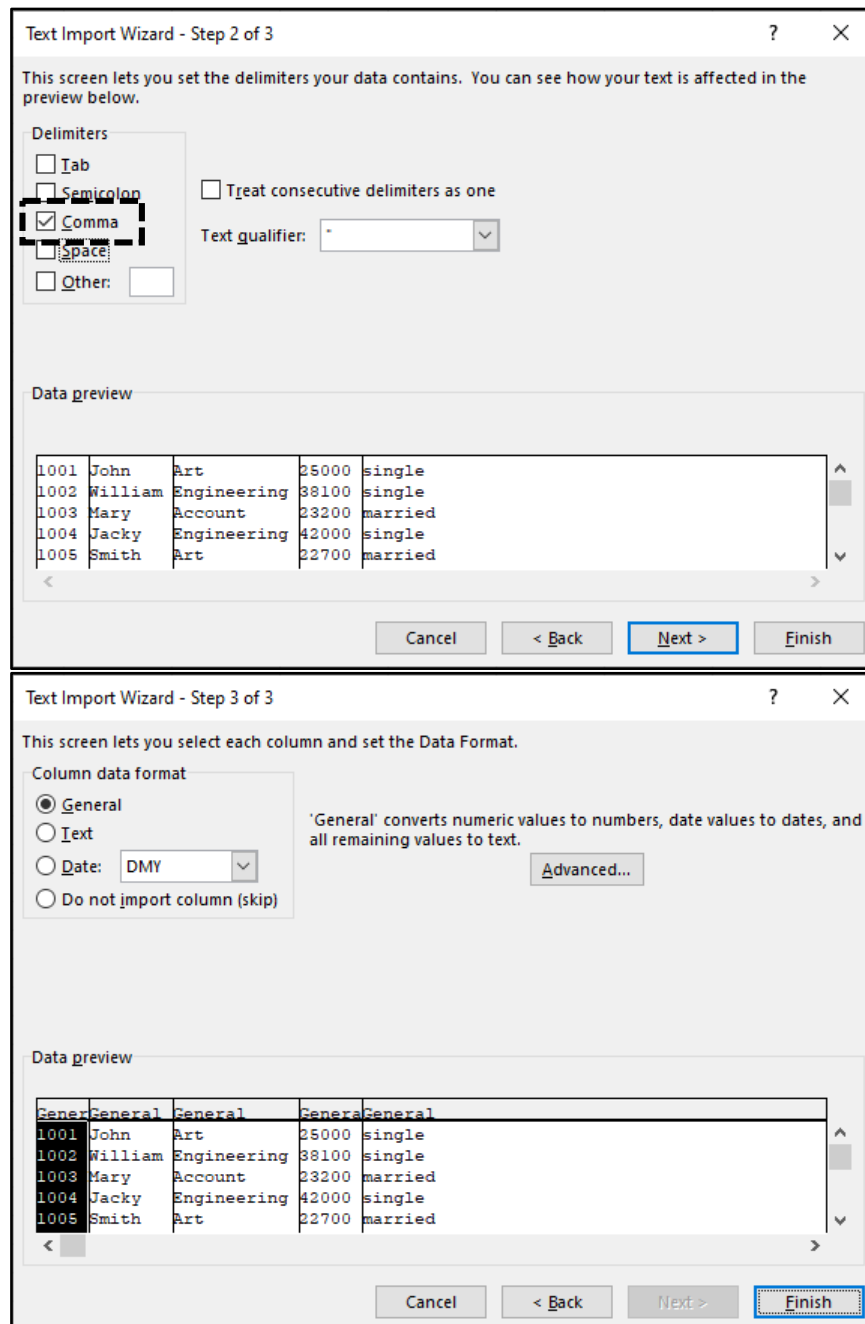 Text Import Wizard - Step 2 of 3 ?
This screen lets you set the delimiters your data contains. You can see how your text is affected in the
preview below.
Delimiters
Tab
Semicolon
Comma
Space
Other:
Treat consecutive delimiters as one
Text qualifier: "
Data preview
1001 John Art 25000 single
1002 William Engineering 38100 single
1003 Mary Account 23200 married
1004 Jacky Engineering 42000 single
1005 Smith Art 22700 married
Cancel < Back Next > Finish
Text Import Wizard - Step 3 of 3 ?
This screen lets you select each column and set the Data Format.
Column data format
General
Text
Date: DMY
Do not import column (skip)
'General' converts numeric values to numbers, date values to dates, and
all remaining values to text.
Advanced...
Data preview
GenerGeneral General GeneraGeneral
1001 John Art 25000 single
1002 William Engineering 38100 single
1003 Mary Account 23200 married
1004 Jacky Engineering 42000 single
1005 Smith Art 22700 married
Cancel < Back Next > Finish